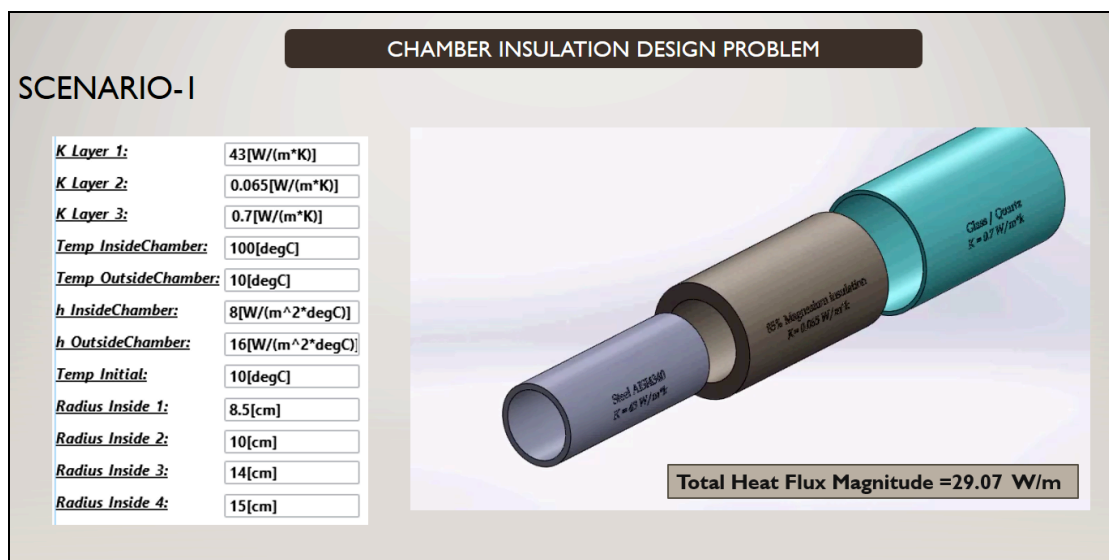 CHAMBER INSULATION DESIGN PROBLEM
SCENARIO-1
K Layer 1: 43[W/(m*K)]
K Layer 2: 0.065[W/(m*K)]
K Layer 3: 0.7[W/(m*K)]
Temp InsideChamber: 100[degC]
Temp OutsideChamber: 10[degC]
h InsideChamber: 8[W/(m^2*degC)]
h OutsideChamber: 16[W/(m^2*degC)]
Temp Initial: 10[degC]
Radius Inside 1: 8.5[cm]
Radius Inside 2: 10[cm]
Radius Inside 3: 14[cm]
Radius Inside 4: 15[cm]
Glass / Quartz
K = 0.7 W/m*k
85% Magnesium insulation
K= 0.065 W/m*k
Steel AISI4340
K = 43 W/m*k
Total Heat Flux Magnitude =29.07 W/m